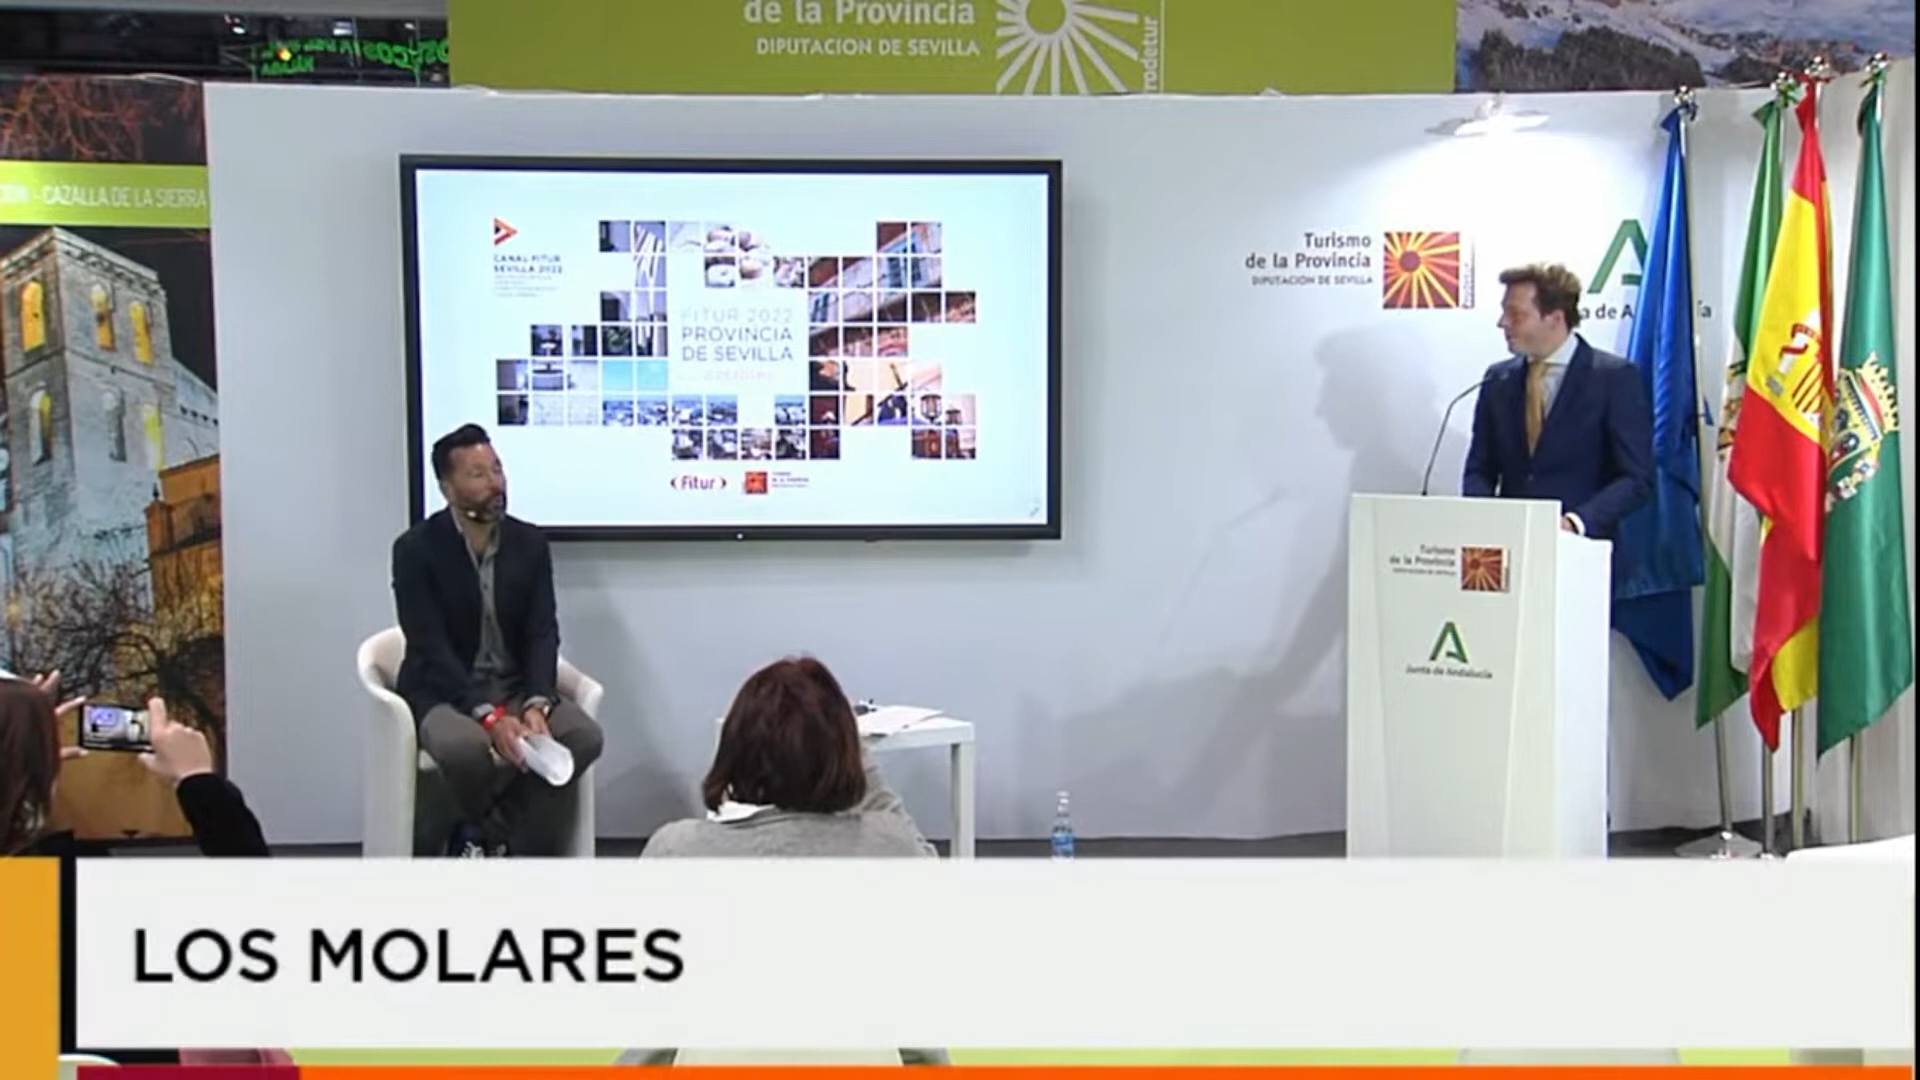 de la Provincia
DIPUTACION DE SEVILLA
CAZALLA DE LA SIERRA
CANAL FITUR
SEVILLA 2022
FITUR 2022
PROVINCIA
DE SEVILLA
Fitur
Turismo
de la Provincia
DIPUTACIÓN DE SEVILLA
Turismo
de la Provincia
Junta de Andalucía
LOS MOLARES